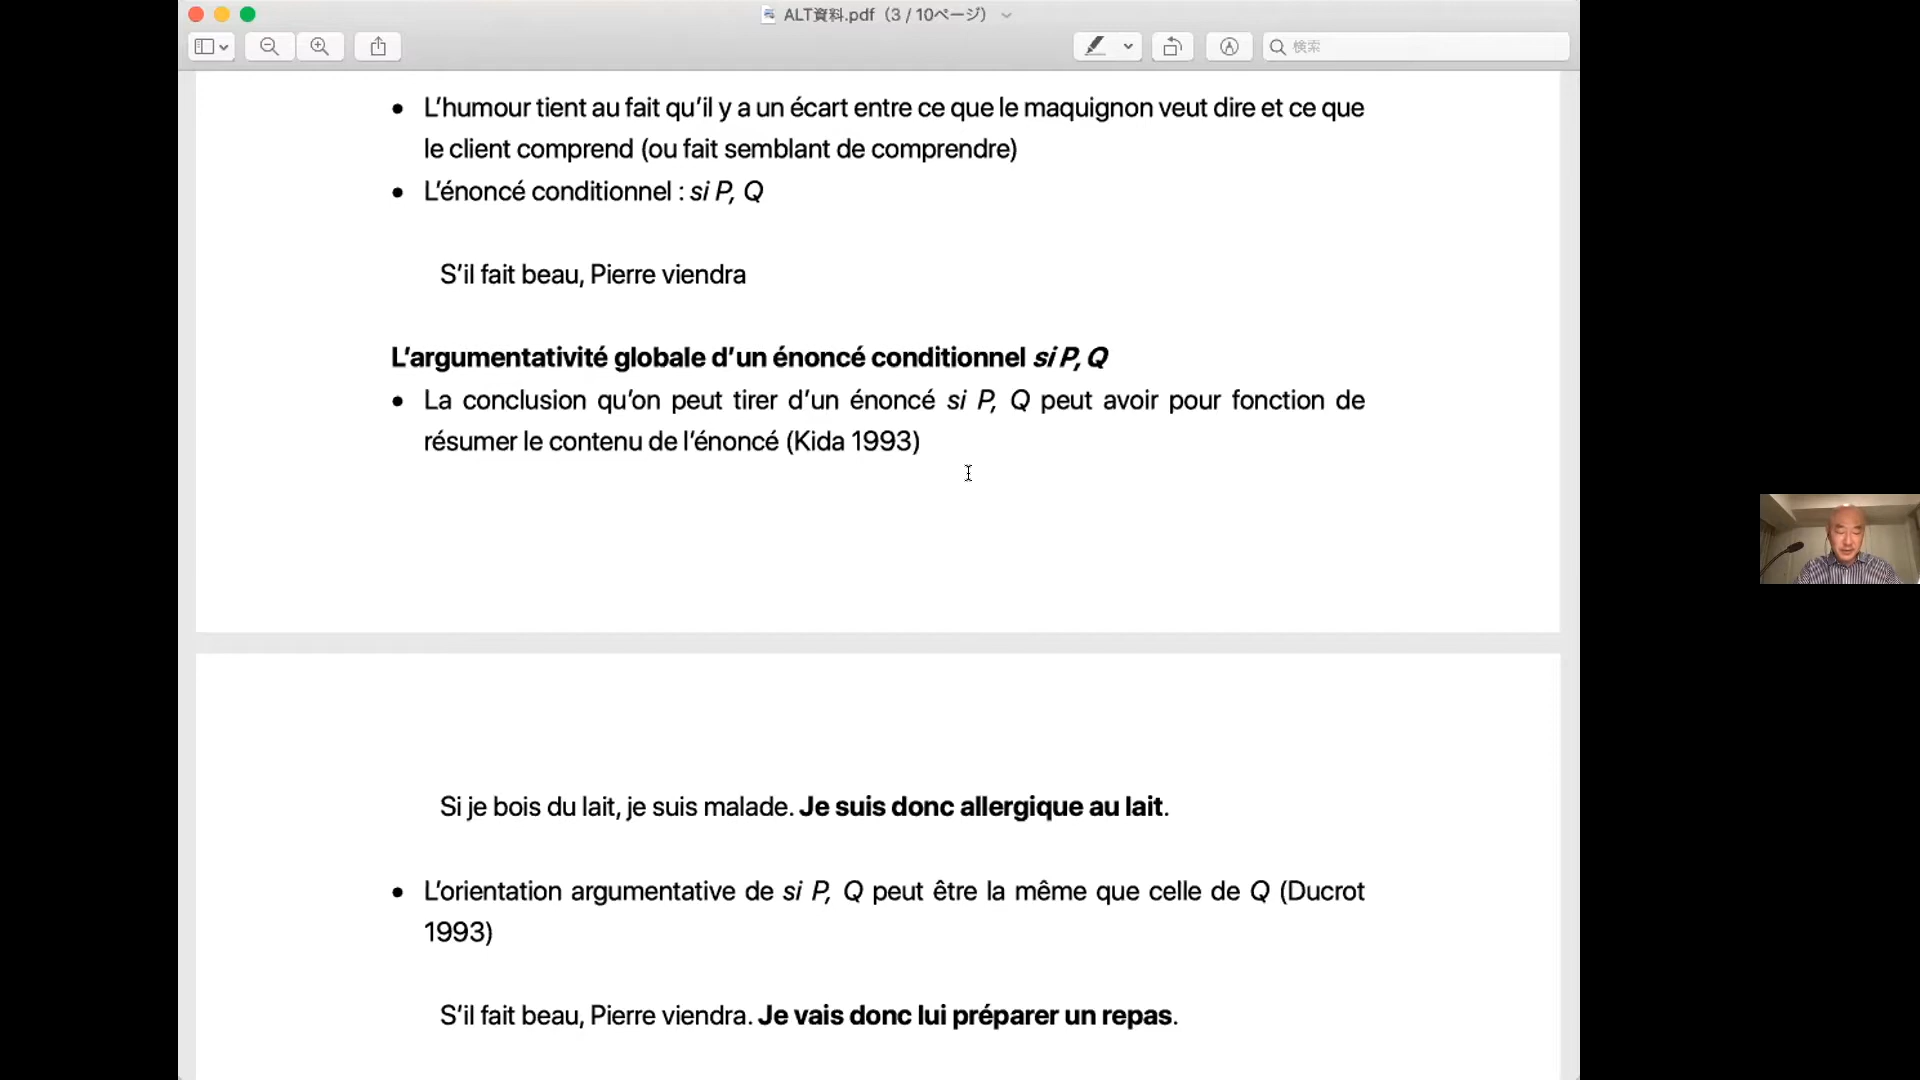 ALT資料.pdf（3 / 10ページ）
検索
• L’humour tient au fait qu’il y a un écart entre ce que le maquignon veut dire et ce que
le client comprend (ou fait semblant de comprendre)
• L’énoncé conditionnel : si P, Q
S’il fait beau, Pierre viendra
L’argumentativité globale d’un énoncé conditionnel si P, Q
• La conclusion qu’on peut tirer d’un énoncé si P, Q peut avoir pour fonction de
résumer le contenu de l’énoncé (Kida 1993)
Si je bois du lait, je suis malade. Je suis donc allergique au lait.
• L’orientation argumentative de si P, Q peut être la même que celle de Q (Ducrot
1993)
S’il fait beau, Pierre viendra. Je vais donc lui préparer un repas.